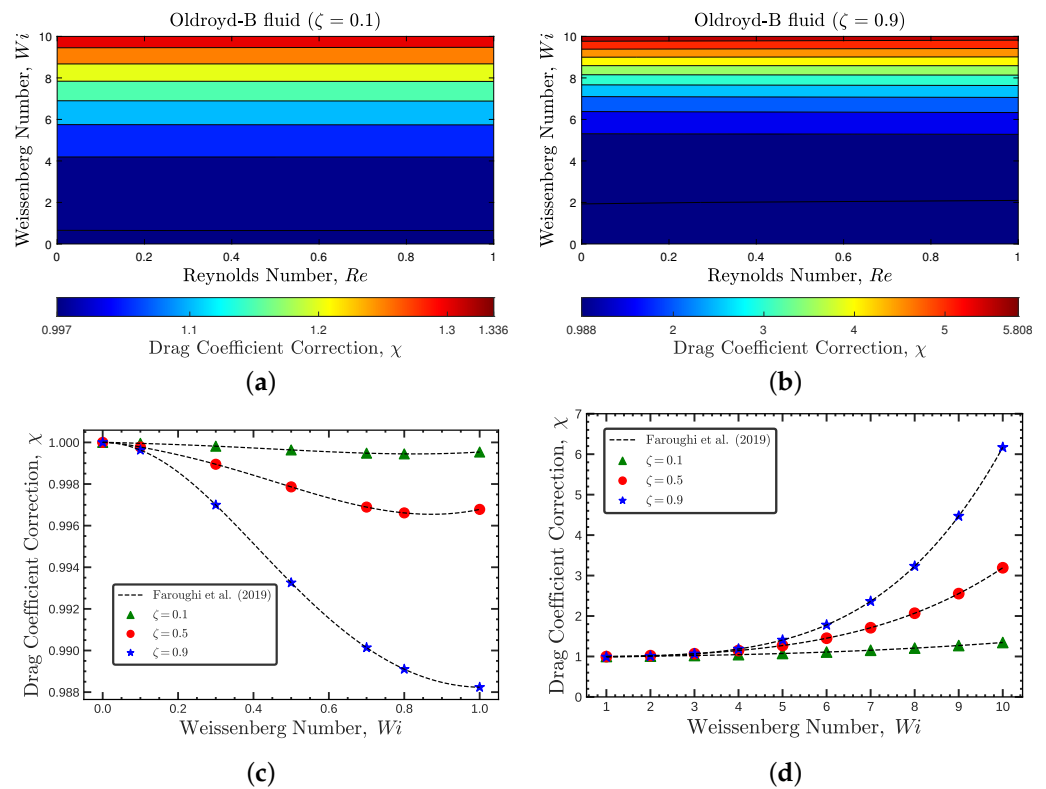 Oldroyd-B fluid (ζ = 0.1)
Weissenberg Number, Wi
10
8
6
4
2
0
0 0.2 0.4 0.6 0.8 1
Reynolds Number, Re
0.997 1.1 1.2 1.3 1.336
Drag Coefficient Correction, χ
(a)
Oldroyd-B fluid (ζ = 0.9)
Weissenberg Number, Wi
10
8
6
4
2
0
0 0.2 0.4 0.6 0.8 1
Reynolds Number, Re
0.988 2 3 4 5 5.808
Drag Coefficient Correction, χ
(b)
Drag Coefficient Correction, χ
1.000
0.998
0.996
0.994
0.992
0.990
0.988
Faroughi et al. (2019)
ζ = 0.1
ζ = 0.5
ζ = 0.9
0.0 0.2 0.4 0.6 0.8 1.0
Weissenberg Number, Wi
(c)
Drag Coefficient Correction, χ
7
6
5
4
3
2
1
0
Faroughi et al. (2019)
ζ = 0.1
ζ = 0.5
ζ = 0.9
1 2 3 4 5 6 7 8 9 10
Weissenberg Number, Wi
(d)